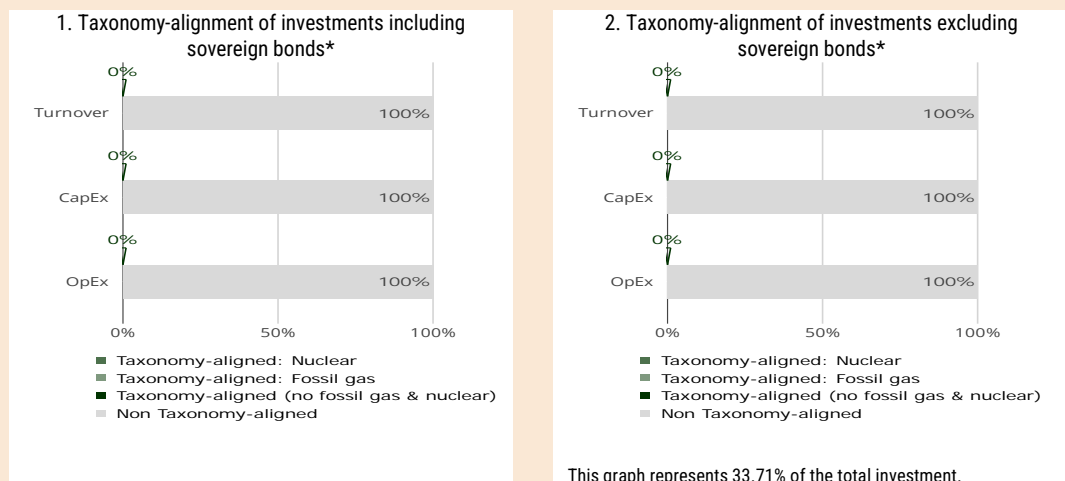 1. Taxonomy-alignment of investments including
sovereign bonds*
0%
Turnover
100%
0%
CapEx
100%
0%
OpEx
100%
0%
50%
100%
Taxonomy-aligned: Nuclear
Taxonomy-aligned: Fossil gas
Taxonomy-aligned (no fossil gas & nuclear)
Non Taxonomy-aligned
2. Taxonomy-alignment of investments excluding
sovereign bonds*
0%
Turnover
100%
0%
CapEx
100%
0%
OpEx
100%
0%
50%
100%
Taxonomy-aligned: Nuclear
Taxonomy-aligned: Fossil gas
Taxonomy-aligned (no fossil gas & nuclear)
Non Taxonomy-aligned
This graph represents 33.71% of the total investment.